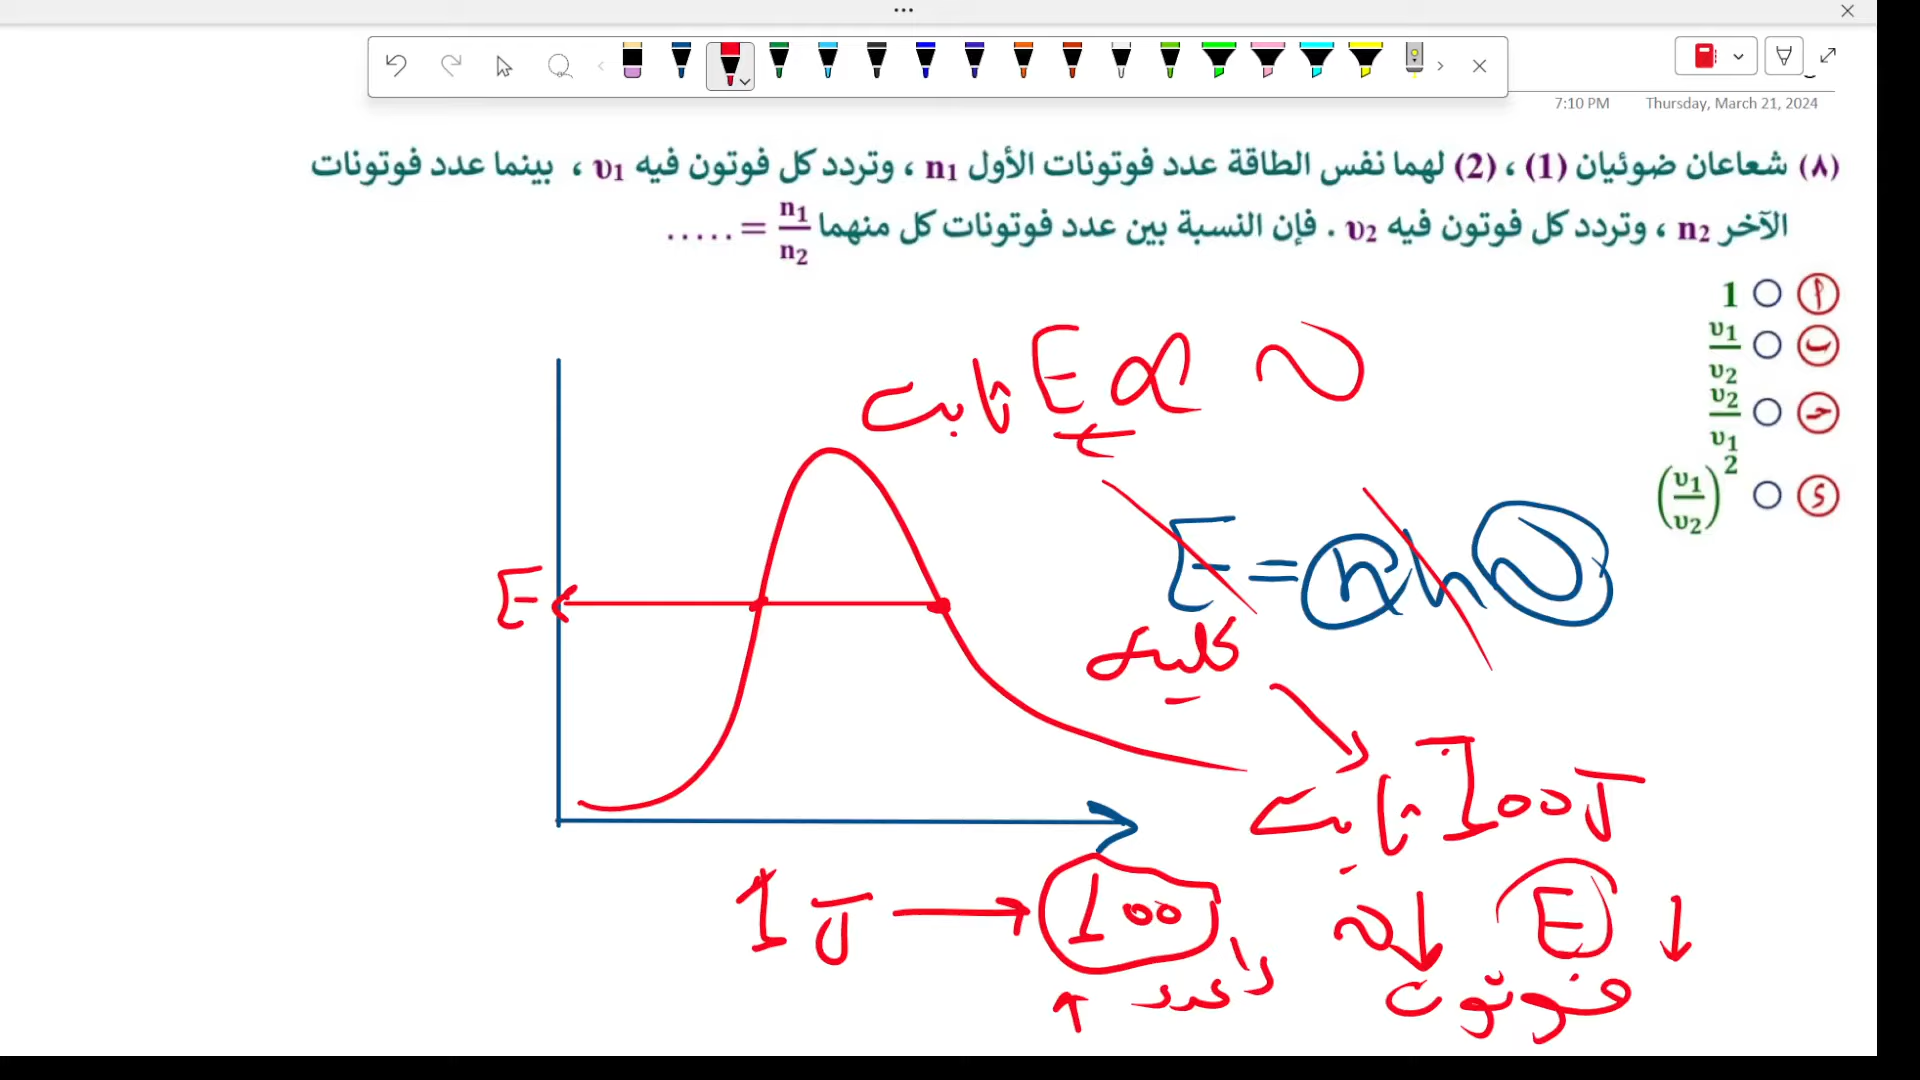 7:10 PM Thursday, March 21, 2024
(٨) شعاعان ضوئيان (1) ، (2) لهما نفس الطاقة عدد فوتونات الأول n1 ، وتردد كل فوتون فيه υ1 ، بينما عدد فوتونات
الآخر n2 ، وتردد كل فوتون فيه υ2 . فإن النسبة بين عدد فوتونات كل منهما n1/n2 = .....
أ 1
ب υ1/υ2
حـ υ2/υ1
د (υ1/υ2)2
ثابت E α ν
E = nhν
E
كلية
ثابت 100J
1 J → 100
ν↓ E ↓
عدد ↑
فوتون